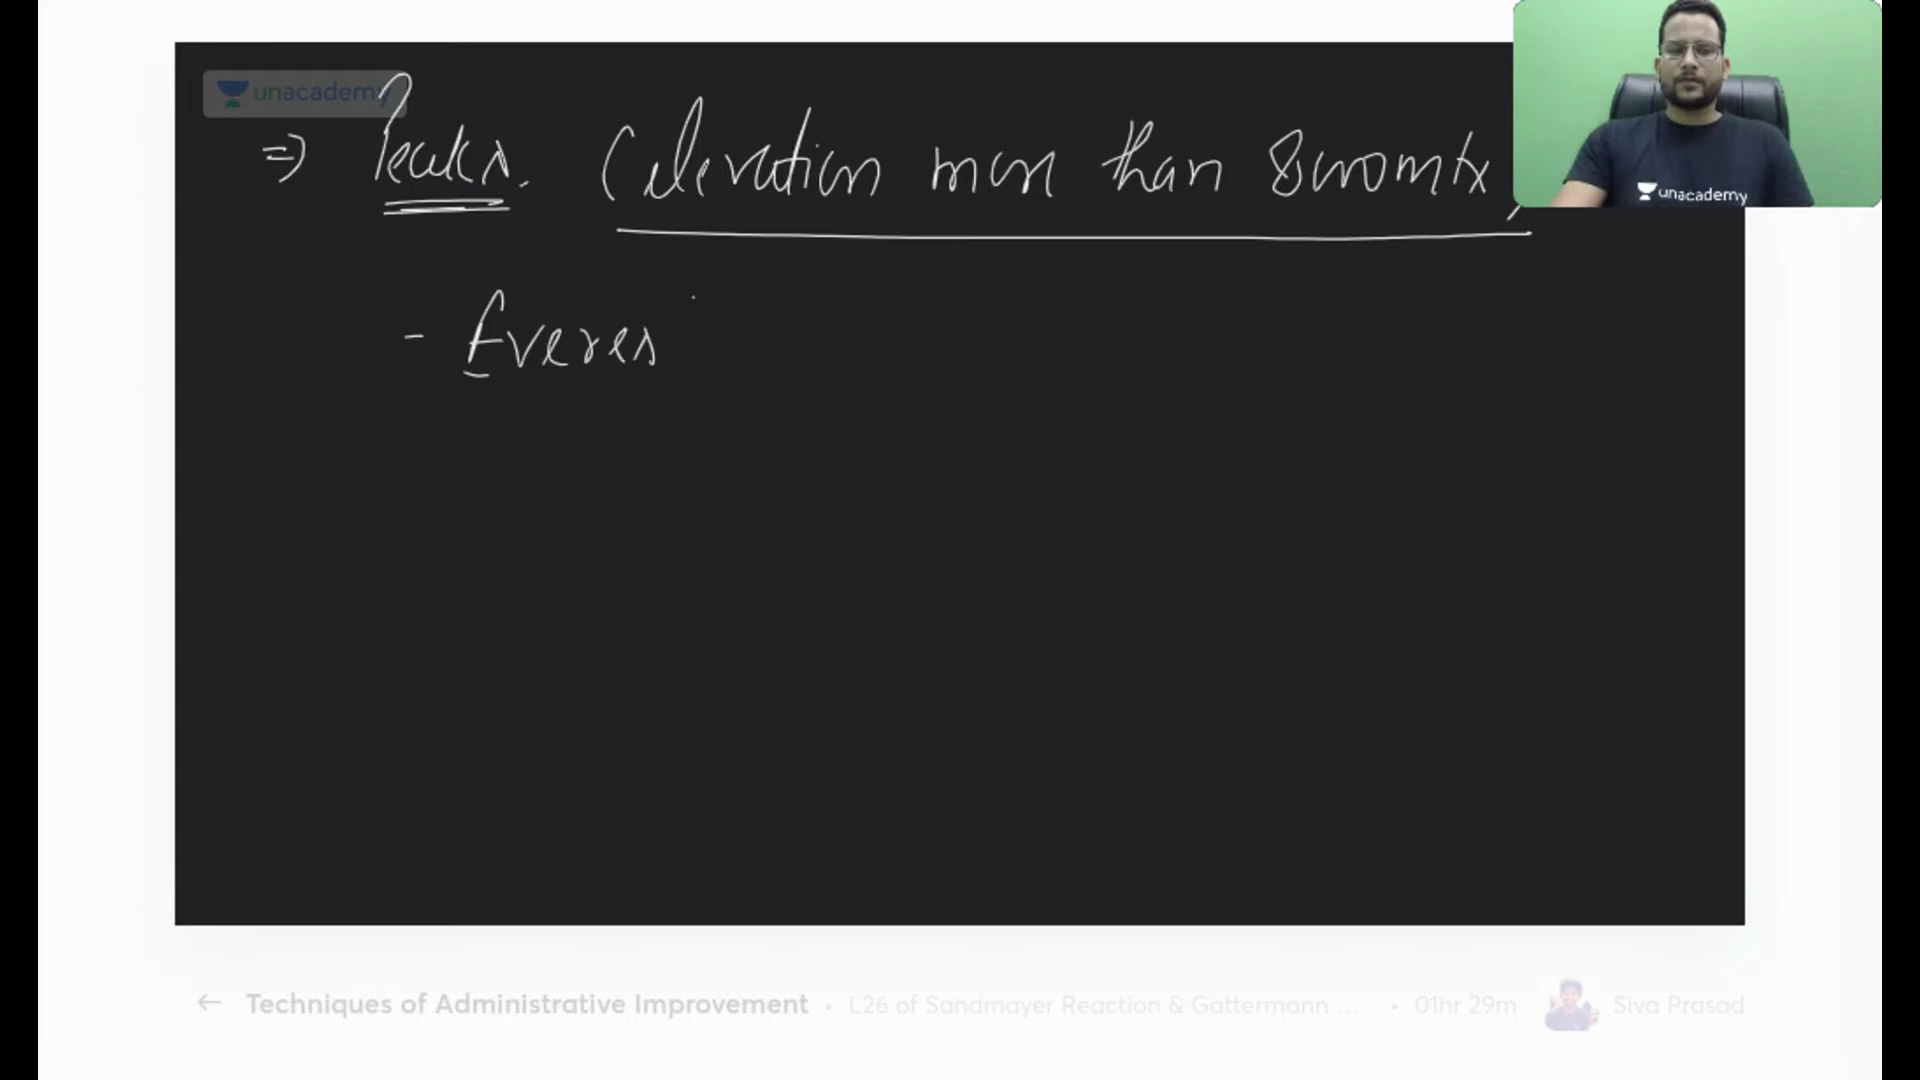 unacademy
⇒ Peaks. (elevation more than 8000mtr)
unacademy
- Everes
← Techniques of Administrative Improvement • L26 of Sandmayer Reaction & Gattermann ... • 01hr 29m Siva Prasad